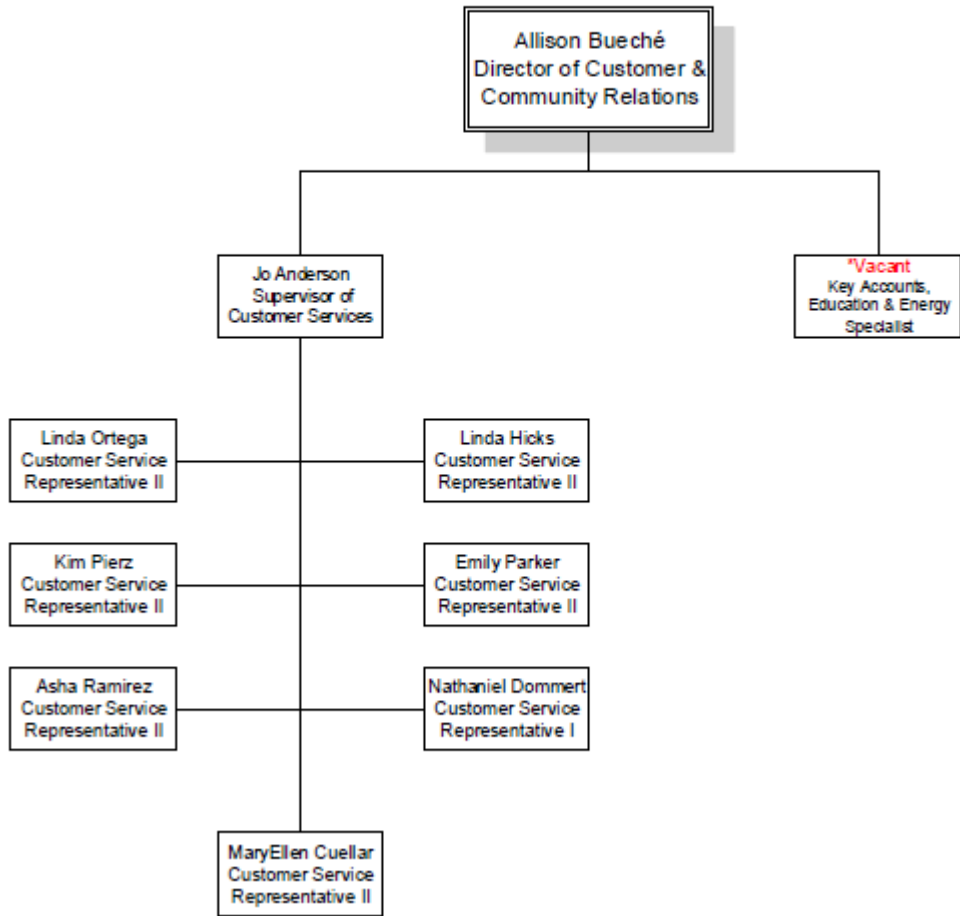 Allison Bueché
Director of Customer &
Community Relations
Jo Anderson
Supervisor of
Customer Services
*Vacant
Key Accounts,
Education & Energy
Specialist
Linda Ortega
Customer Service
Representative II
Linda Hicks
Customer Service
Representative II
Kim Pierz
Customer Service
Representative II
Emily Parker
Customer Service
Representative II
Asha Ramirez
Customer Service
Representative II
Nathaniel Dommert
Customer Service
Representative I
MaryEllen Cuellar
Customer Service
Representative II